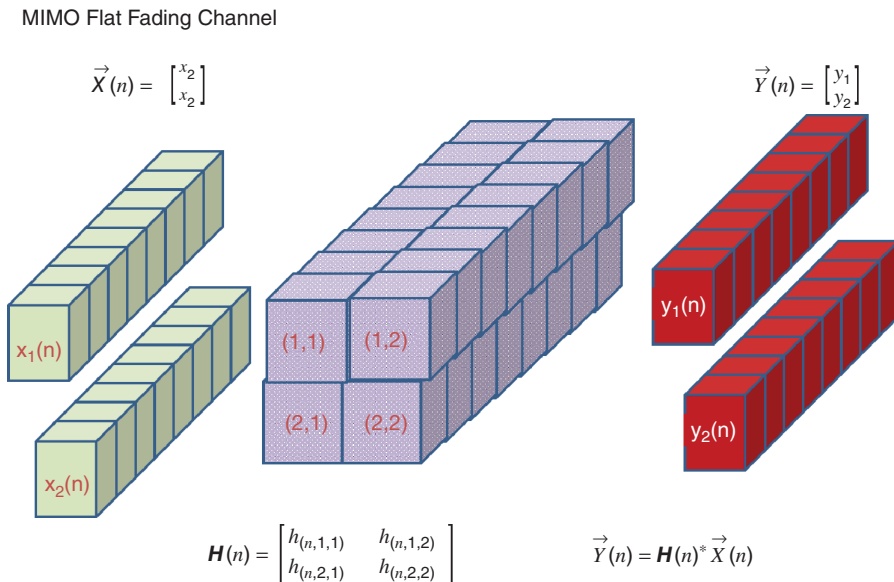 MIMO Flat Fading Channel
X⃗(n) = [x₂ x₂]
Y⃗(n) = [y₁ y₂]
x₁(n)
x₂(n)
(1,1) (1,2)
(2,1) (2,2)
y₁(n)
y₂(n)
H(n) = [h₍ₙ,₁,₁₎ h₍ₙ,₁,₂₎
h₍ₙ,₂,₁₎ h₍ₙ,₂,₂₎]
Y⃗(n) = H(n)* X⃗(n)